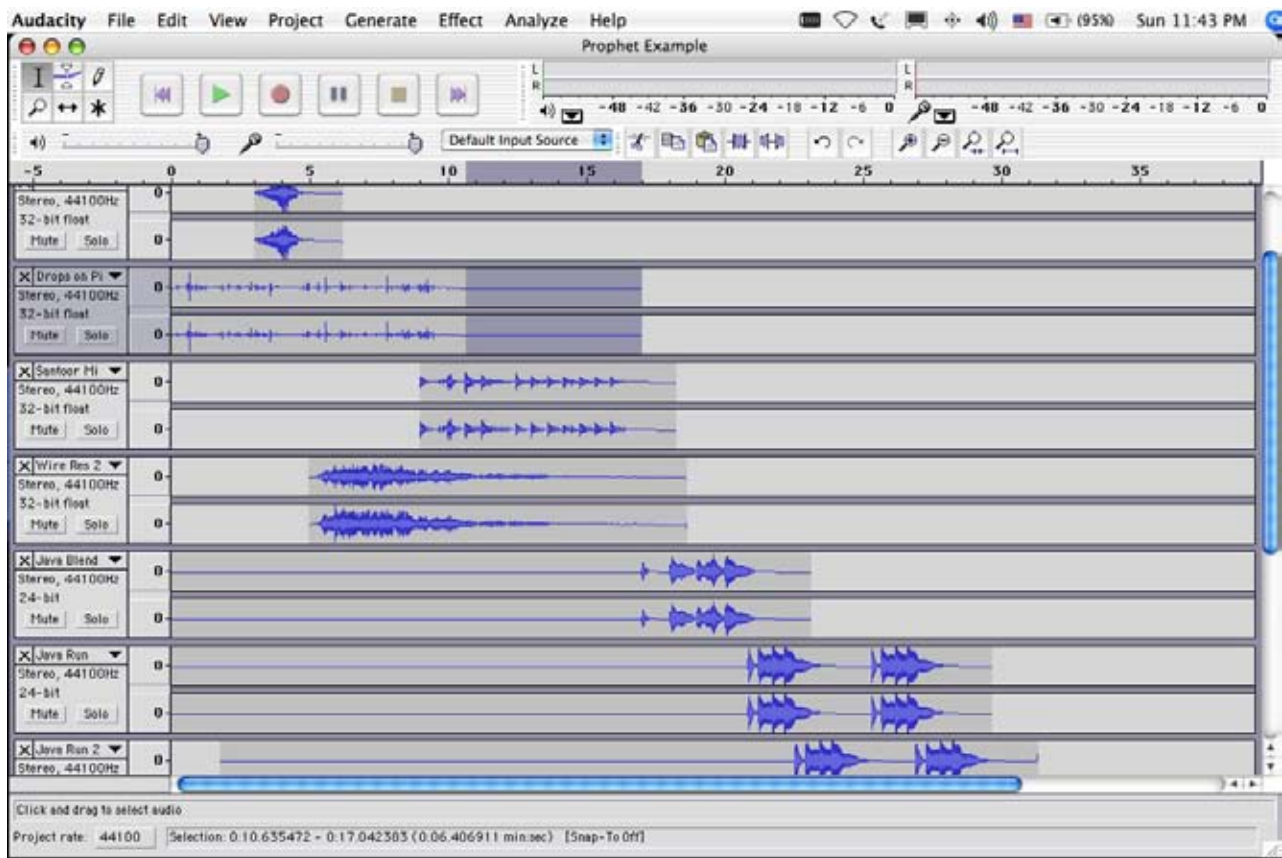 Audacity File Edit View Project Generate Effect Analyze Help (95%) Sun 11:43 PM
Prophet Example
L
R
-48 -42 -36 -30 -24 -18 -12 -6 0
L
R
-48 -42 -36 -30 -24 -18 -12 -6 0
Default Input Source
-5 0 5 10 15 20 25 30 35
Stereo, 44100Hz
32-bit float
Mute Solo
0
0
X Drops on Pi
Stereo, 44100Hz
32-bit float
Mute Solo
0
0
X Santoor Mi
Stereo, 44100Hz
32-bit float
Mute Solo
0
0
X Wire Res 2
Stereo, 44100Hz
32-bit float
Mute Solo
0
0
X Java Blend
Stereo, 44100Hz
24-bit
Mute Solo
0
0
X Java Run
Stereo, 44100Hz
24-bit
Mute Solo
0
0
X Java Run 2
Stereo, 44100Hz
0
Click and drag to select audio
Project rate: 44100 Selection: 0:10.635472 - 0:17.042383 (0:06.406911 min:sec) [Snap-To Off]